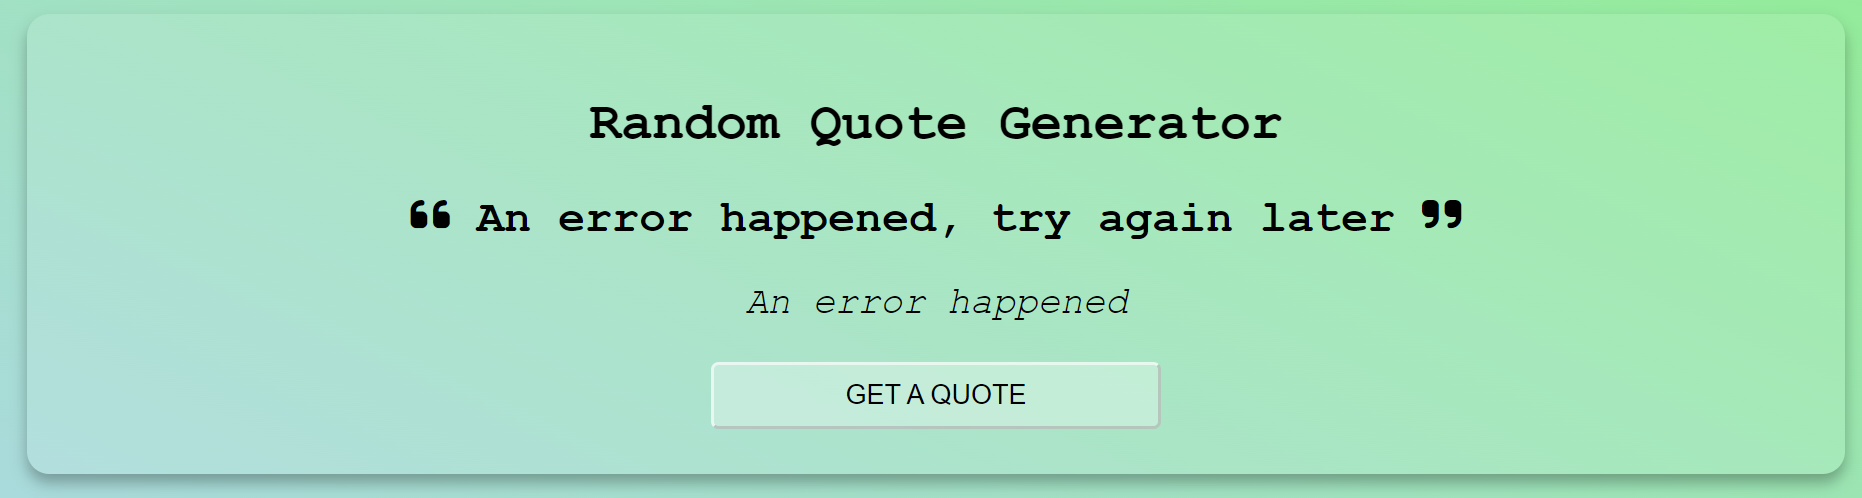 Random Quote Generator
“ An error happened, try again later ”
An error happened
GET A QUOTE